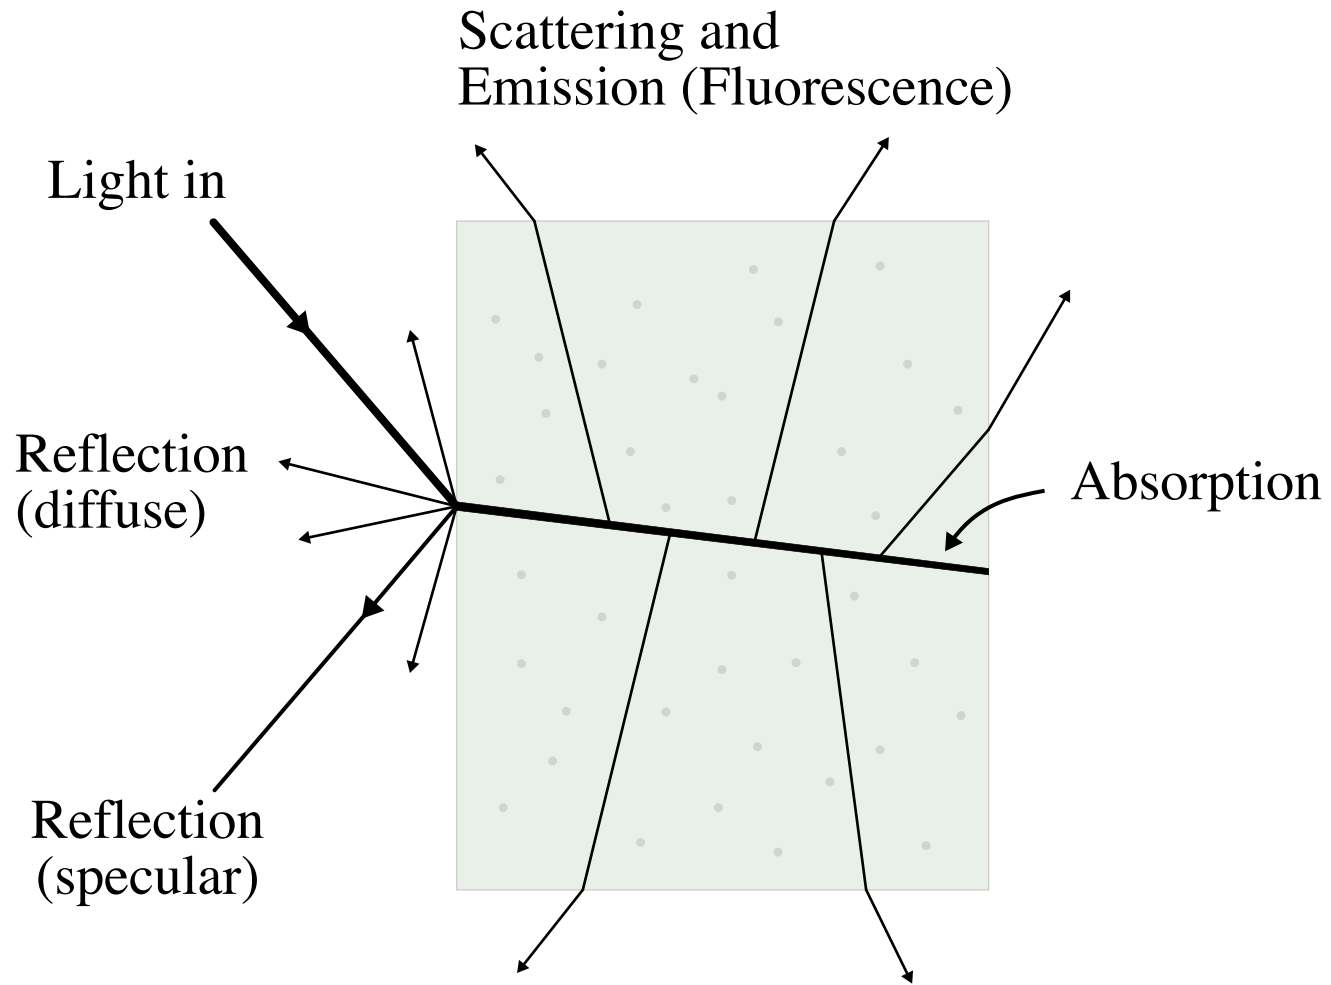 Scattering and
Emission (Fluorescence)
Light in
Reflection
(diffuse)
Absorption
Reflection
(specular)